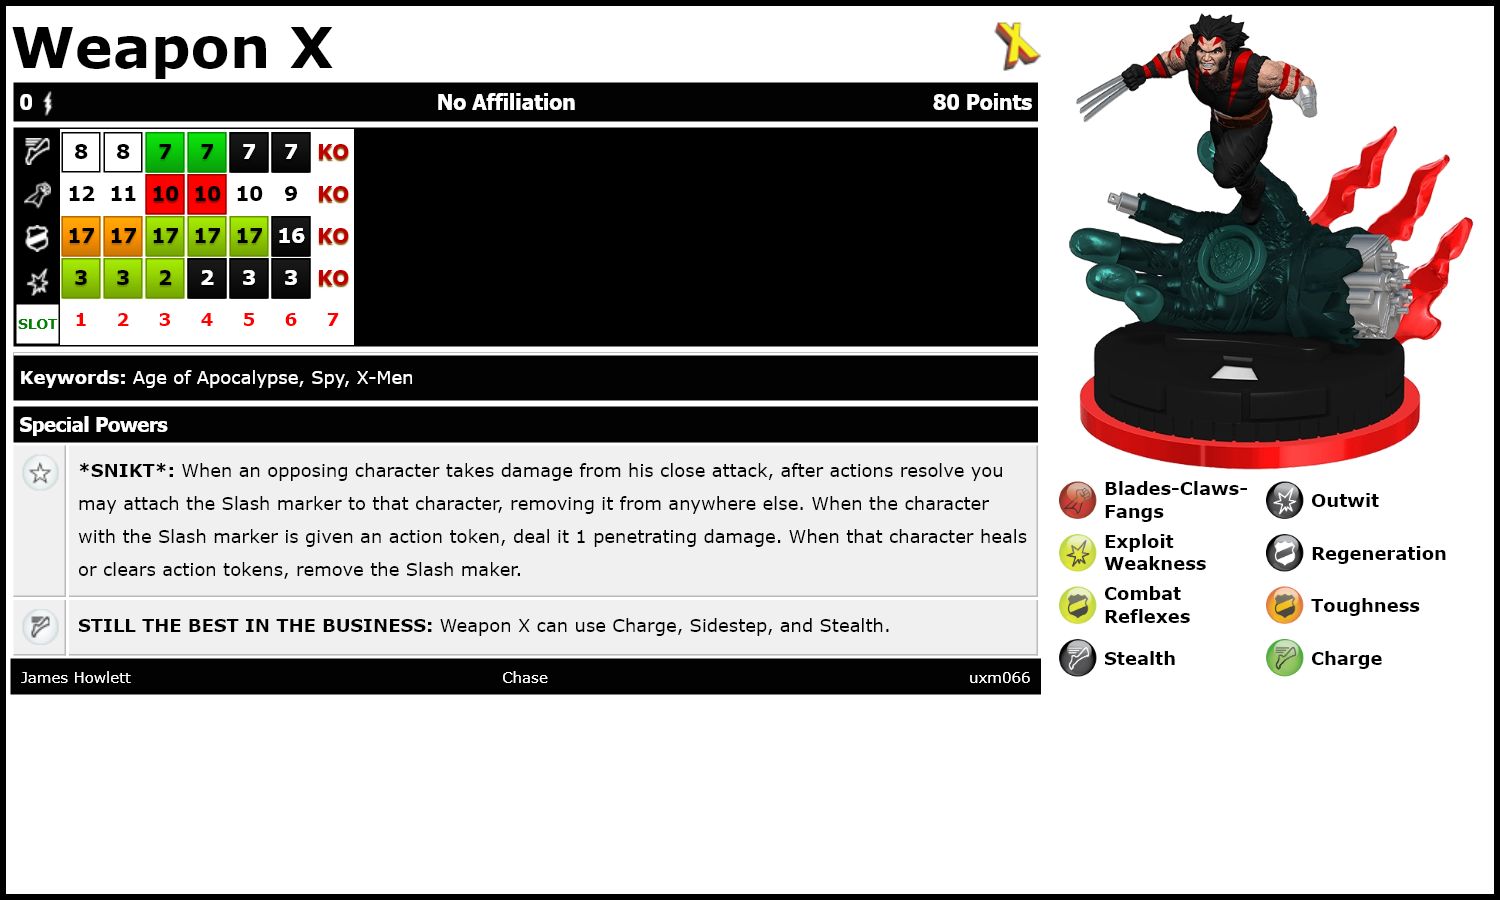 Weapon X
0 No Affiliation 80 Points
8 8 7 7 7 7 KO
12 11 10 10 10 9 KO
17 17 17 17 17 16 KO
3 3 2 2 3 3 KO
SLOT 1 2 3 4 5 6 7
Keywords: Age of Apocalypse, Spy, X-Men
Special Powers
*SNIKT*: When an opposing character takes damage from his close attack, after actions resolve you
may attach the Slash marker to that character, removing it from anywhere else. When the character
with the Slash marker is given an action token, deal it 1 penetrating damage. When that character heals
or clears action tokens, remove the Slash maker.
STILL THE BEST IN THE BUSINESS: Weapon X can use Charge, Sidestep, and Stealth.
James Howlett Chase uxm066
Blades-Claws-
Fangs
Outwit
Exploit
Weakness
Regeneration
Combat
Reflexes
Toughness
Stealth
Charge